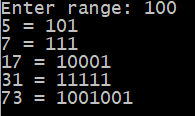 Enter range: 100
5 = 101
7 = 111
17 = 10001
31 = 11111
73 = 1001001